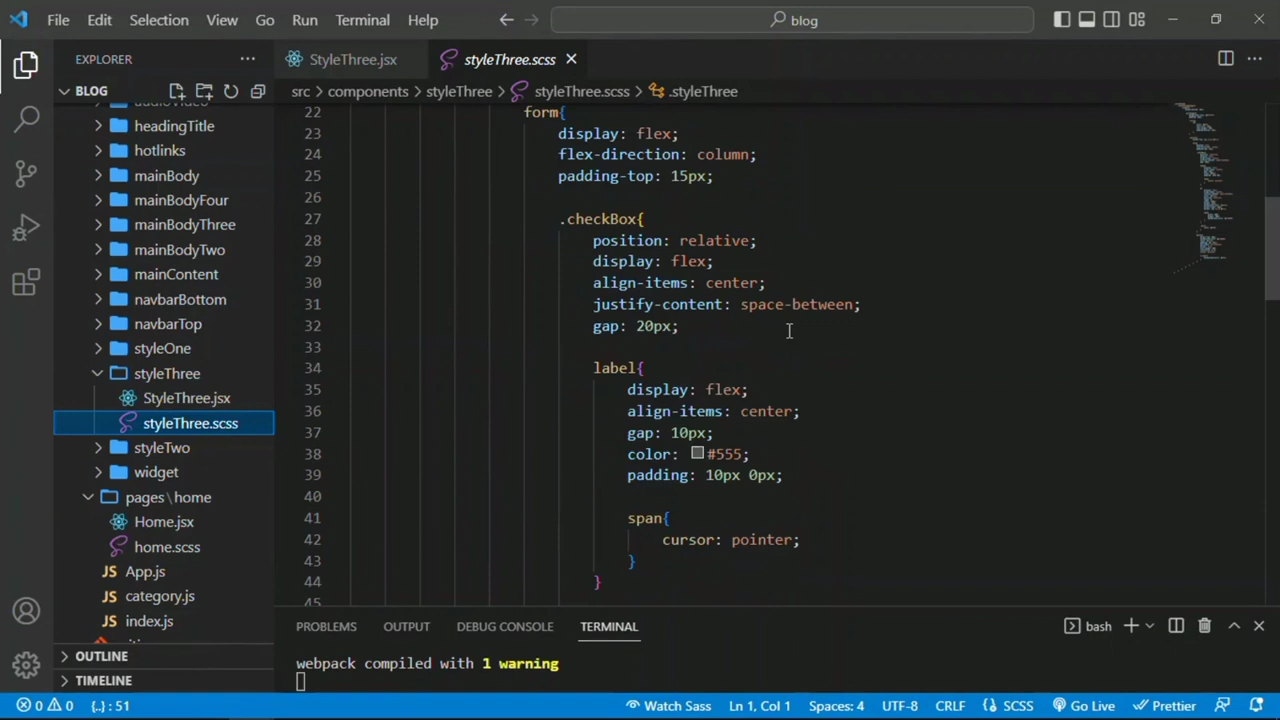 File Edit Selection View Go Run Terminal Help
blog
EXPLORER
StyleThree.jsx
styleThree.scss
BLOG
src > components > styleThree > styleThree.scss > .styleThree
audioVideo
headingTitle
hotlinks
mainBody
mainBodyFour
mainBodyThree
mainBodyTwo
mainContent
navbarBottom
navbarTop
styleOne
styleThree
StyleThree.jsx
styleThree.scss
styleTwo
widget
pages\home
Home.jsx
home.scss
App.js
category.js
index.js
OUTLINE
TIMELINE
22 form{
23 display: flex;
24 flex-direction: column;
25 padding-top: 15px;
26
27 .checkBox{
28 position: relative;
29 display: flex;
30 align-items: center;
31 justify-content: space-between;
32 gap: 20px;
33
34 label{
35 display: flex;
36 align-items: center;
37 gap: 10px;
38 color: #555;
39 padding: 10px 0px;
40
41 span{
42 cursor: pointer;
43 }
44 }
45
PROBLEMS OUTPUT DEBUG CONSOLE TERMINAL
bash
webpack compiled with 1 warning
0 0 {..} : 51
Watch Sass Ln 1, Col 1 Spaces: 4 UTF-8 CRLF {} SCSS Go Live Prettier